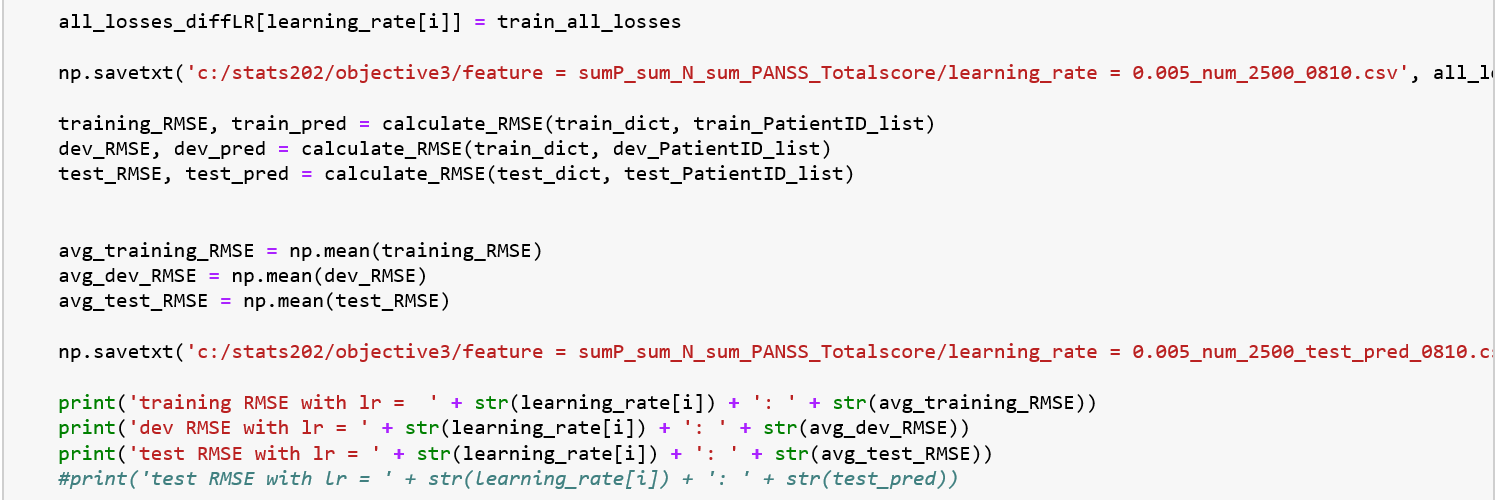 all_losses_diffLR[learning_rate[i]] = train_all_losses
np.savetxt('c:/stats202/objective3/feature = sumP_sum_N_sum_PANSS_Totalscore/learning_rate = 0.005_num_2500_0810.csv', all_l
training_RMSE, train_pred = calculate_RMSE(train_dict, train_PatientID_list)
dev_RMSE, dev_pred = calculate_RMSE(train_dict, dev_PatientID_list)
test_RMSE, test_pred = calculate_RMSE(test_dict, test_PatientID_list)
avg_training_RMSE = np.mean(training_RMSE)
avg_dev_RMSE = np.mean(dev_RMSE)
avg_test_RMSE = np.mean(test_RMSE)
np.savetxt('c:/stats202/objective3/feature = sumP_sum_N_sum_PANSS_Totalscore/learning_rate = 0.005_num_2500_test_pred_0810.c
print('training RMSE with lr =  ' + str(learning_rate[i]) + ': ' + str(avg_training_RMSE))
print('dev RMSE with lr = ' + str(learning_rate[i]) + ': ' + str(avg_dev_RMSE))
print('test RMSE with lr = ' + str(learning_rate[i]) + ': ' + str(avg_test_RMSE))
#print('test RMSE with lr = ' + str(learning_rate[i]) + ': ' + str(test_pred))